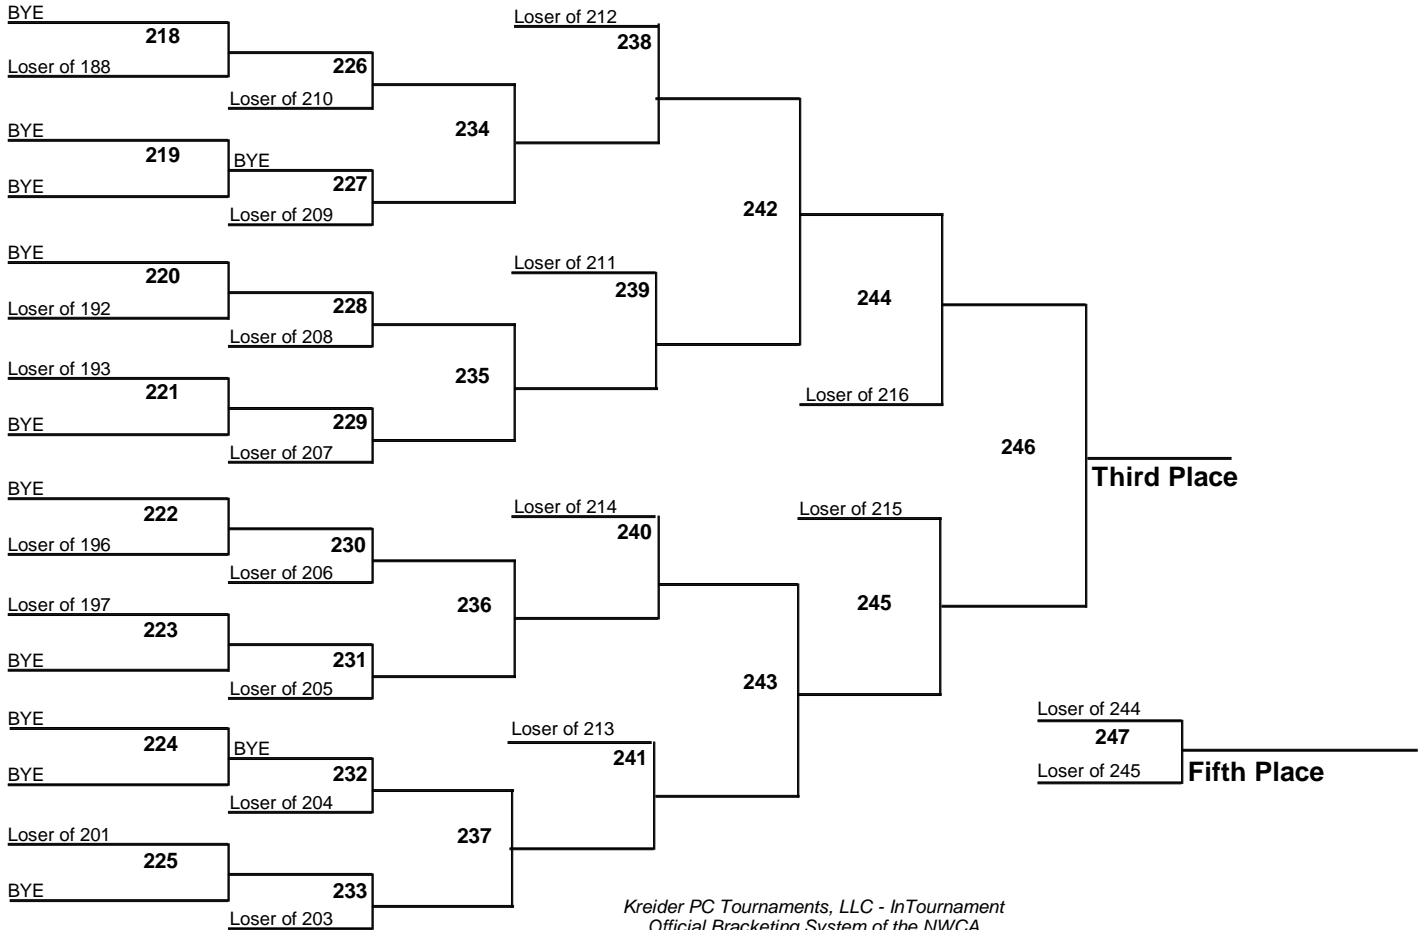 BYE
218
Loser of 188
226
Loser of 210
234
BYE
219
BYE
BYE
227
Loser of 209
Loser of 212
238
242
BYE
220
Loser of 192
228
Loser of 208
235
Loser of 193
221
BYE
229
Loser of 207
Loser of 211
239
244
Loser of 216
246
Third Place
BYE
222
Loser of 196
230
Loser of 206
236
Loser of 197
223
BYE
231
Loser of 205
Loser of 214
240
243
Loser of 215
245
BYE
224
BYE
BYE
232
Loser of 204
237
Loser of 201
225
BYE
233
Loser of 203
Loser of 213
241
Loser of 244
247
Loser of 245
Fifth Place
Kreider PC Tournaments, LLC - InTournament
Official Bracketing System of the NWCA